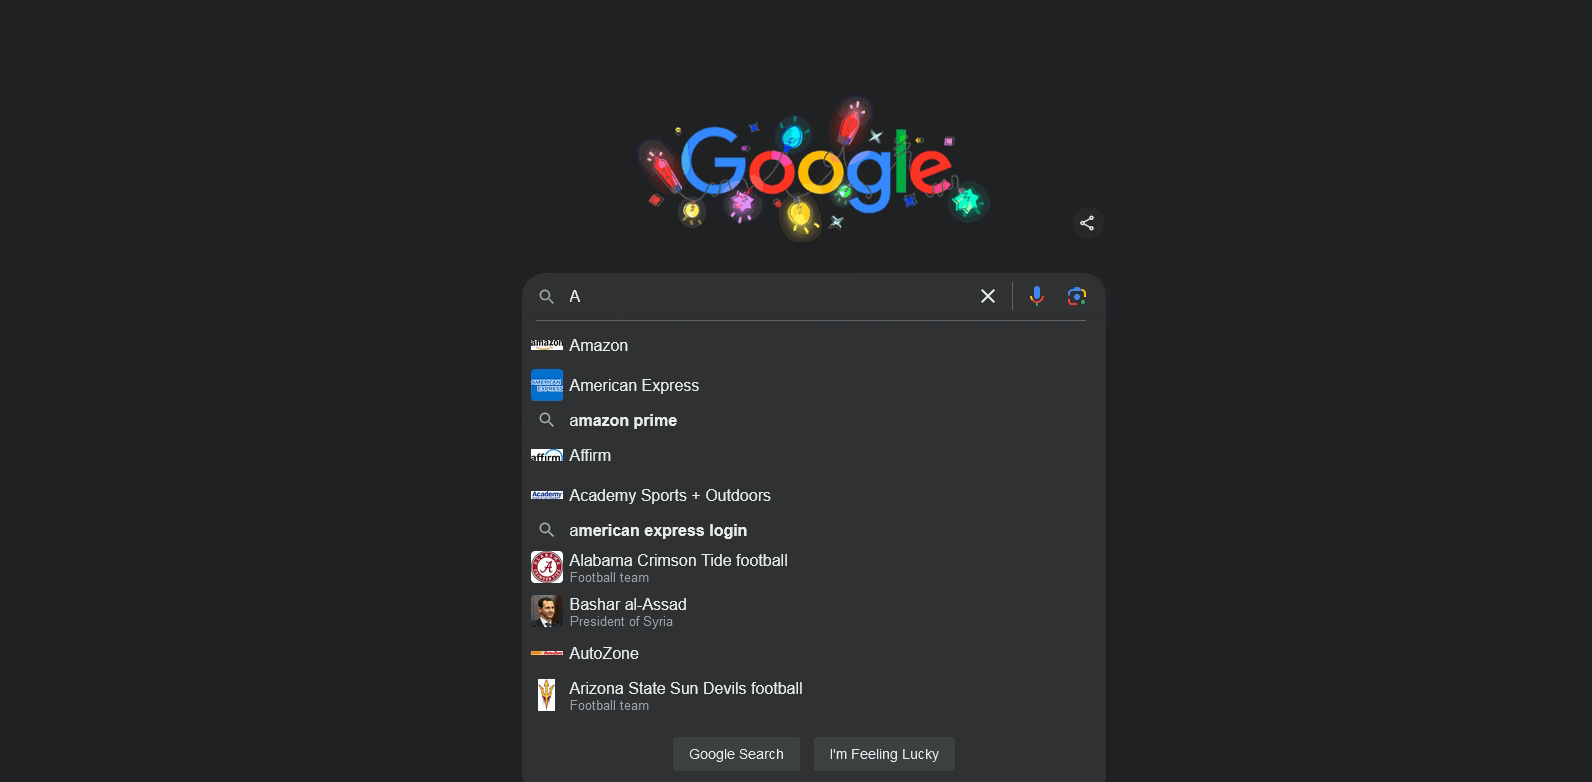 Google
A
amazon
Amazon
AMERICAN
EXPRESS
American Express
amazon prime
affirm
Affirm
Academy
Academy Sports + Outdoors
american express login
Alabama Crimson Tide football
Football team
Bashar al-Assad
President of Syria
AutoZone
Arizona State Sun Devils football
Football team
Google Search
I'm Feeling Lucky